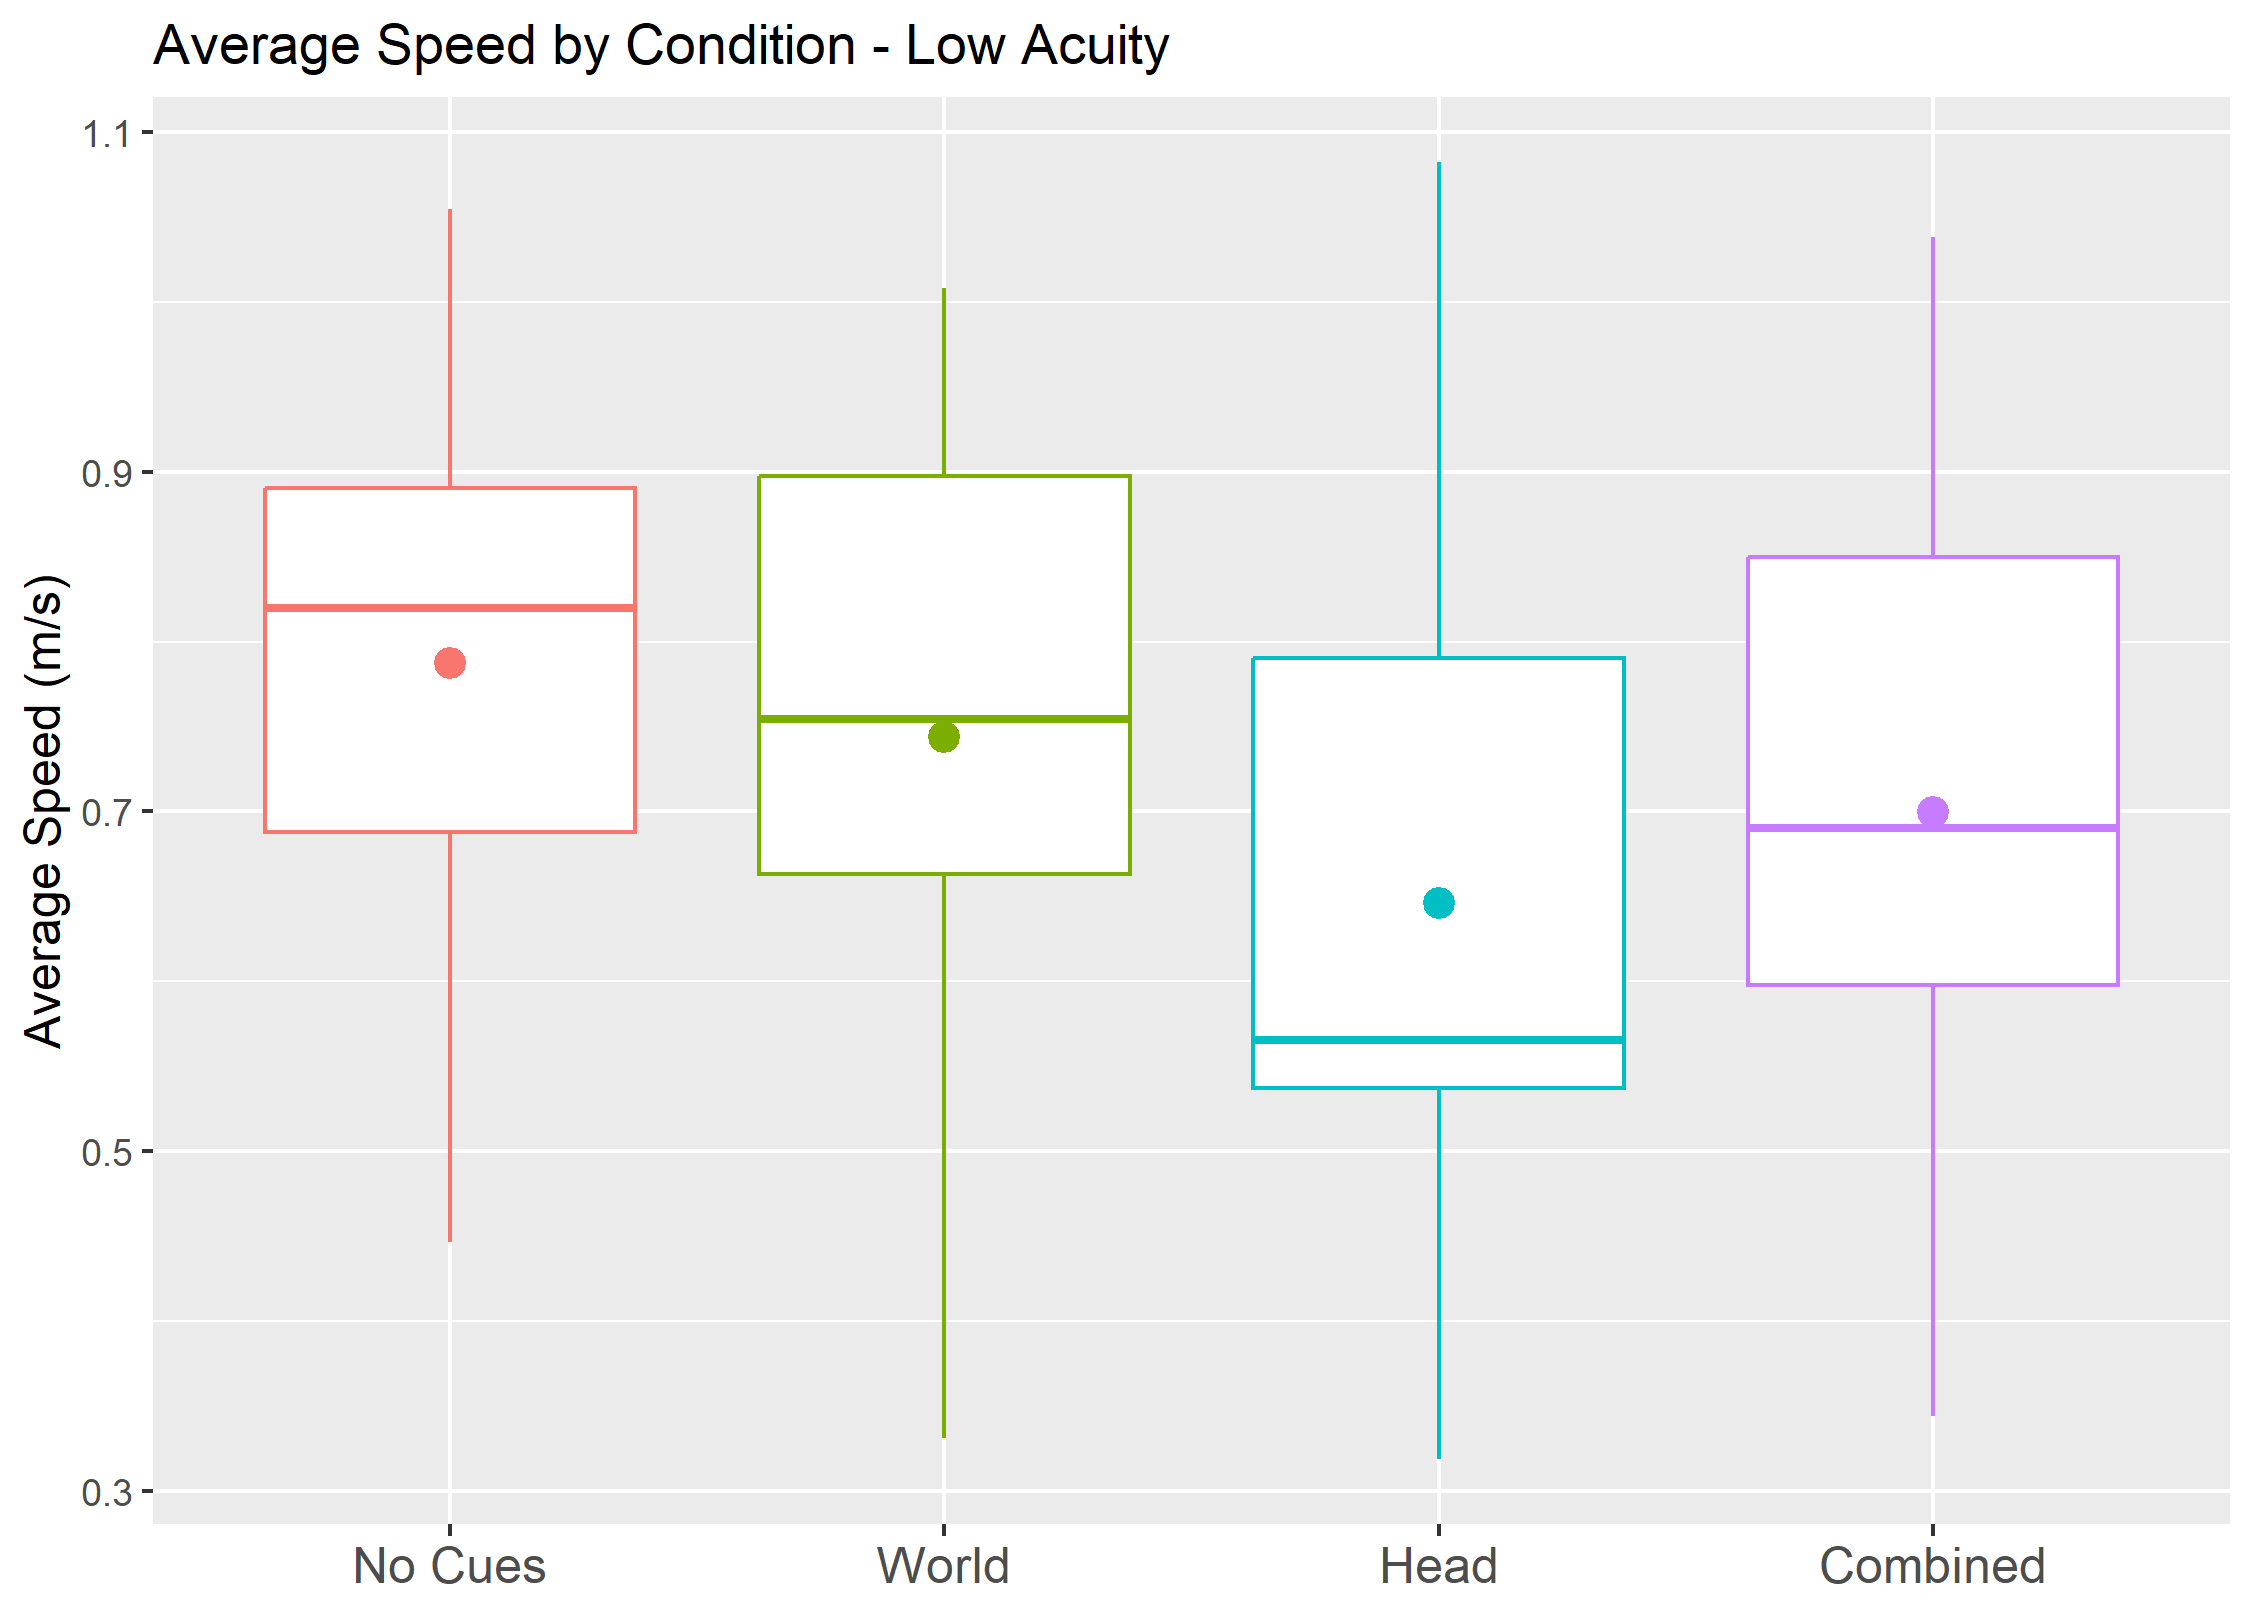 Average Speed by Condition - Low Acuity
Average Speed (m/s)
1.1
0.9
0.7
0.5
0.3
No Cues
World
Head
Combined